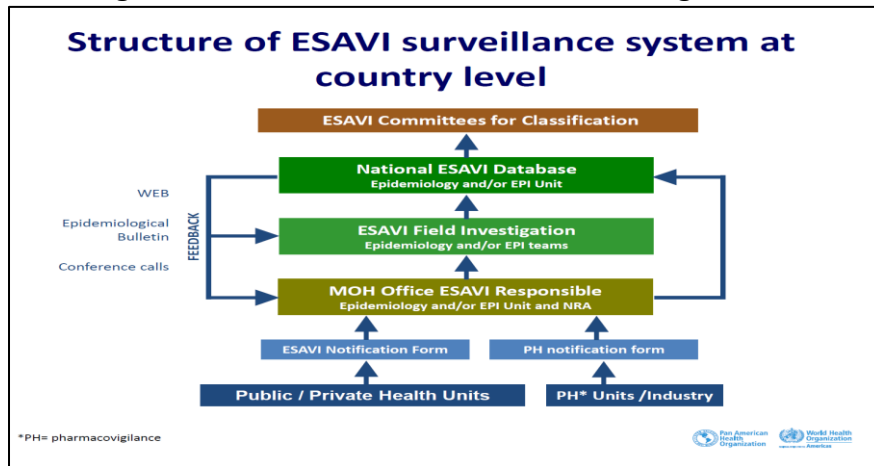 Structure of ESAVI surveillance system at
country level
ESAVI Committees for Classification
National ESAVI Database
Epidemiology and/or EPI Unit
WEB
Epidemiological
Bulletin
Conference calls
FEEDBACK
ESAVI Field Investigation
Epidemiology and/or EPI teams
MOH Office ESAVI Responsible
Epidemiology and/or EPI Unit and NRA
ESAVI Notification Form
PH notification form
Public / Private Health Units
PH* Units /Industry
*PH= pharmacovigilance
Pan American
Health
Organization
World Health
Organization
Americas